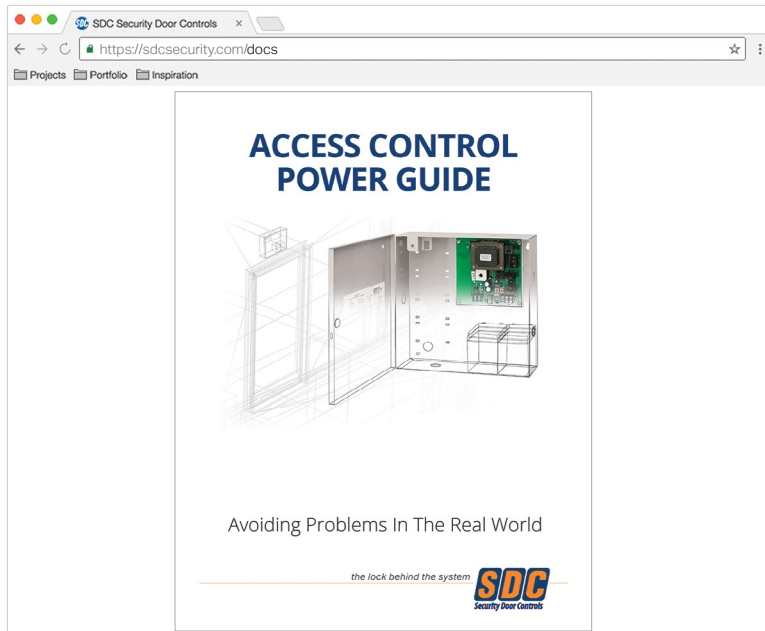 SDC
SDC Security Door Controls
https://sdcsecurity.com/docs
Projects
Portfolio
Inspiration
ACCESS CONTROL
POWER GUIDE
Avoiding Problems In The Real World
the lock behind the system
SDC
Security Door Controls